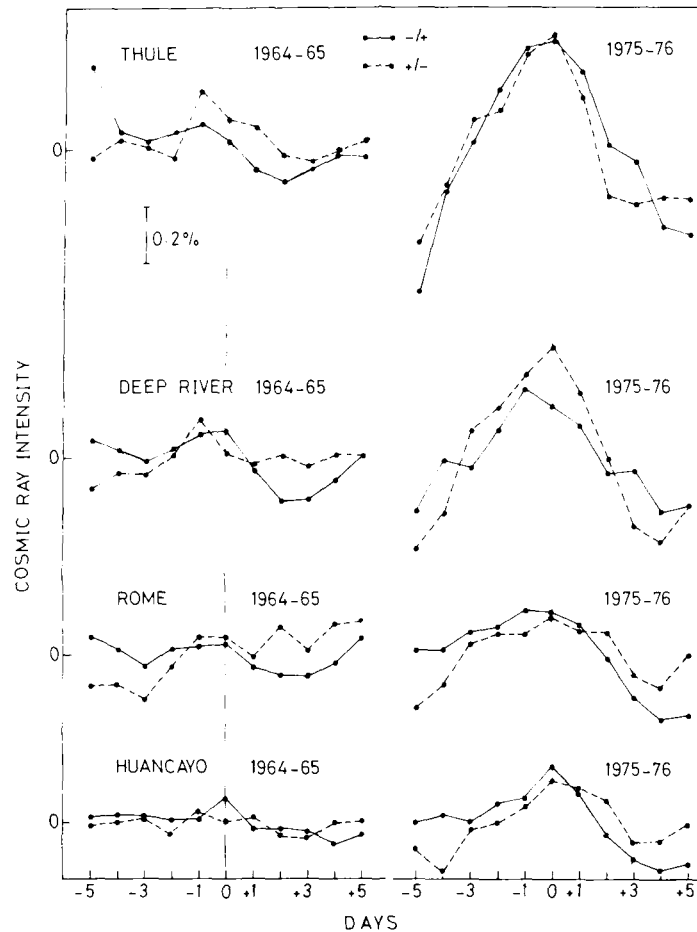 THULE 1964-65 -/+ 1975-76
+/-
0
0.2%
COSMIC RAY INTENSITY
DEEP RIVER 1964-65 1975-76
0
ROME 1964-65 1975-76
0
HUANCAYO 1964-65 1975-76
0
-5 -3 -1 0 +1 +3 +5 -5 -3 -1 0 +1 +3 +5
DAYS